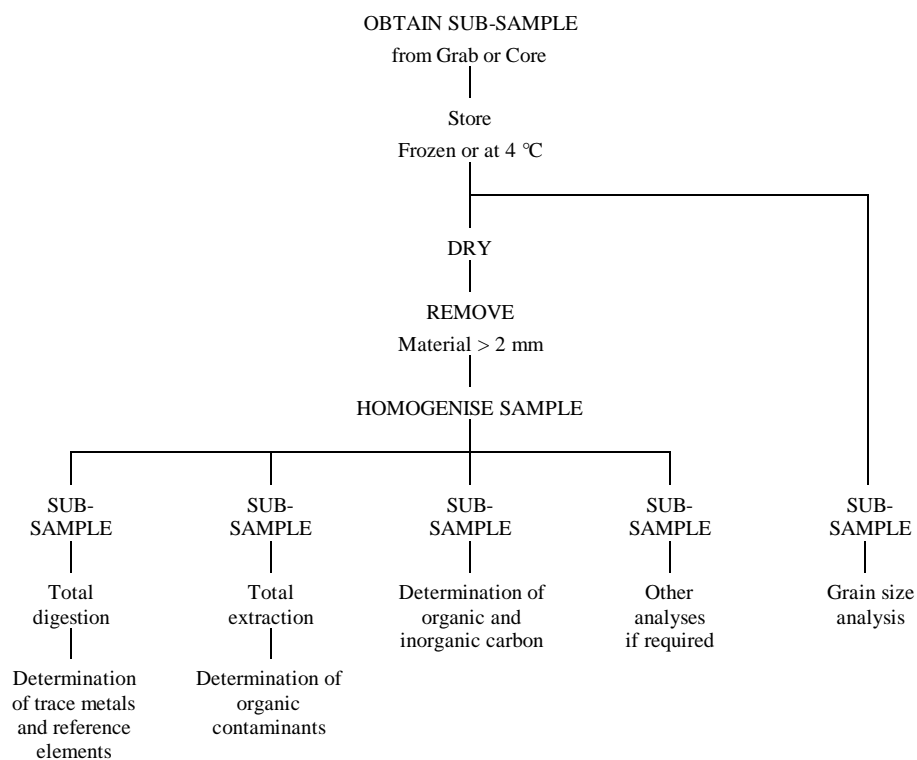 OBTAIN SUB-SAMPLE
from Grab or Core
Store
Frozen or at 4 °C
DRY
REMOVE
Material > 2 mm
HOMOGENISE SAMPLE
SUB-
SAMPLE
Total
digestion
Determination
of trace metals
and reference
elements
SUB-
SAMPLE
Total
extraction
Determination of
organic
contaminants
SUB-
SAMPLE
Determination of
organic and
inorganic carbon
SUB-
SAMPLE
Other
analyses
if required
SUB-
SAMPLE
Grain size
analysis